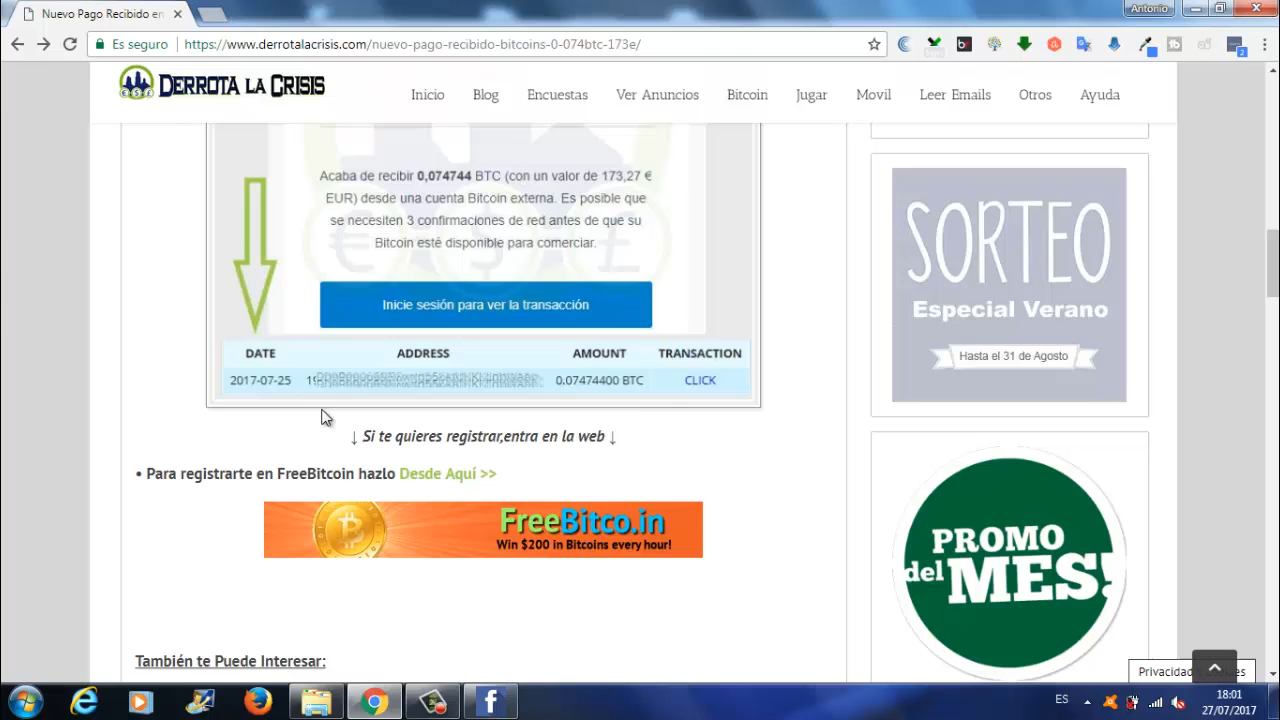 Nuevo Pago Recibido en
Antonio
Es seguro
https://www.derrotalacrisis.com/nuevo-pago-recibido-bitcoins-0-074btc-173e/
DERROTA LA CRISIS
Inicio
Blog
Encuestas
Ver Anuncios
Bitcoin
Jugar
Movil
Leer Emails
Otros
Ayuda
Acaba de recibir 0,074744 BTC (con un valor de 173,27 €
EUR) desde una cuenta Bitcoin externa. Es posible que
se necesiten 3 confirmaciones de red antes de que su
Bitcoin esté disponible para comerciar.
Inicie sesión para ver la transacción
DATE ADDRESS AMOUNT TRANSACTION
2017-07-25 0.07474400 BTC CLICK
↓ Si te quieres registrar,entra en la web ↓
• Para registrarte en FreeBitcoin hazlo Desde Aquí >>
FreeBitco.in
Win $200 in Bitcoins every hour!
También te Puede Interesar:
SORTEO
Especial Verano
Hasta el 31 de Agosto
PROMO
del MES!
Privacidad
ES
18:01
27/07/2017